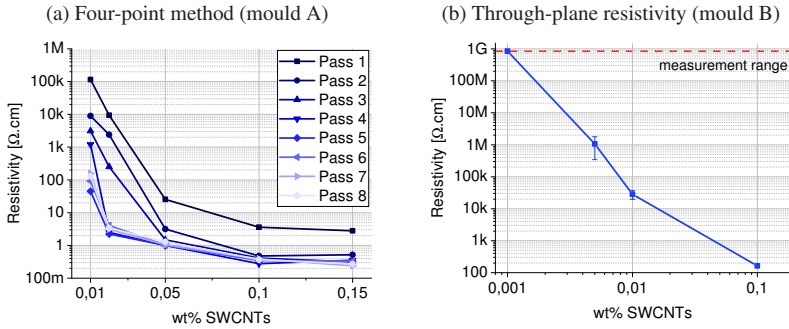 (a) Four-point method (mould A)
1M
100k
10k
1k
100
10
1
100m
Resistivity [Ω.cm]
0,01
0,05
0,1
0,15
wt% SWCNTs
Pass 1
Pass 2
Pass 3
Pass 4
Pass 5
Pass 6
Pass 7
Pass 8
(b) Through-plane resistivity (mould B)
1G
100M
10M
1M
100k
10k
1k
100
Resistivity [Ω.cm]
measurement range
0,001
0,01
0,1
wt% SWCNTs